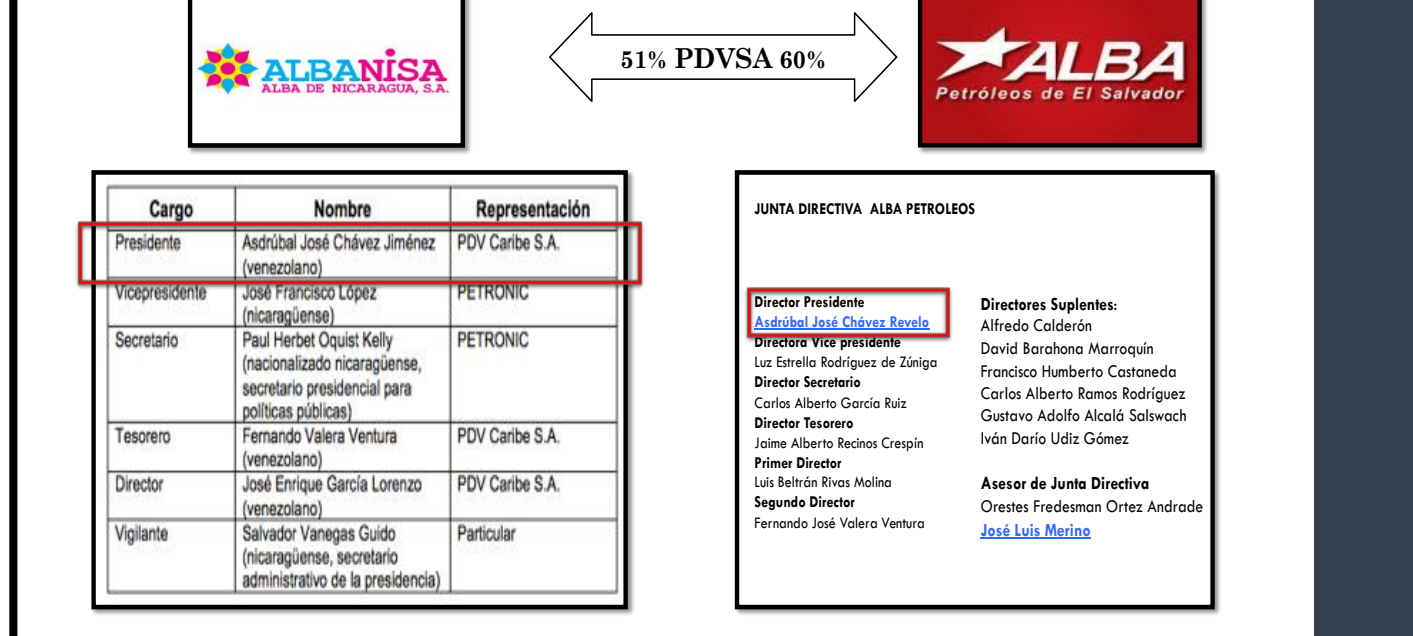 ALBANISA
ALBA DE NICARAGUA, S.A.
51% PDVSA 60%
ALBA
Petróleos de El Salvador
Cargo Nombre Representación
Presidente Asdrúbal José Chávez Jiménez PDV Caribe S.A.
(venezolano)
Vicepresidente José Francisco López PETRONIC
(nicaragüense)
Secretario Paul Herbet Oquist Kelly PETRONIC
(nacionalizado nicaragüense,
secretario presidencial para
políticas públicas)
Tesorero Fernando Valera Ventura PDV Caribe S.A.
(venezolano)
Director José Enrique García Lorenzo PDV Caribe S.A.
(venezolano)
Vigilante Salvador Vanegas Guido Particular
(nicaragüense, secretario
administrativo de la presidencia)
JUNTA DIRECTIVA ALBA PETROLEOS
Director Presidente
Asdrúbal José Chávez Revelo
Directora Vice presidente
Luz Estrella Rodríguez de Zúniga
Director Secretario
Carlos Alberto García Ruiz
Director Tesorero
Jaime Alberto Recinos Crespín
Primer Director
Luis Beltrán Rivas Molina
Segundo Director
Fernando José Valera Ventura
Directores Suplentes:
Alfredo Calderón
David Barahona Marroquín
Francisco Humberto Castaneda
Carlos Alberto Ramos Rodríguez
Gustavo Adolfo Alcalá Salswach
Iván Darío Udiz Gómez
Asesor de Junta Directiva
Orestes Fredesman Ortez Andrade
José Luis Merino